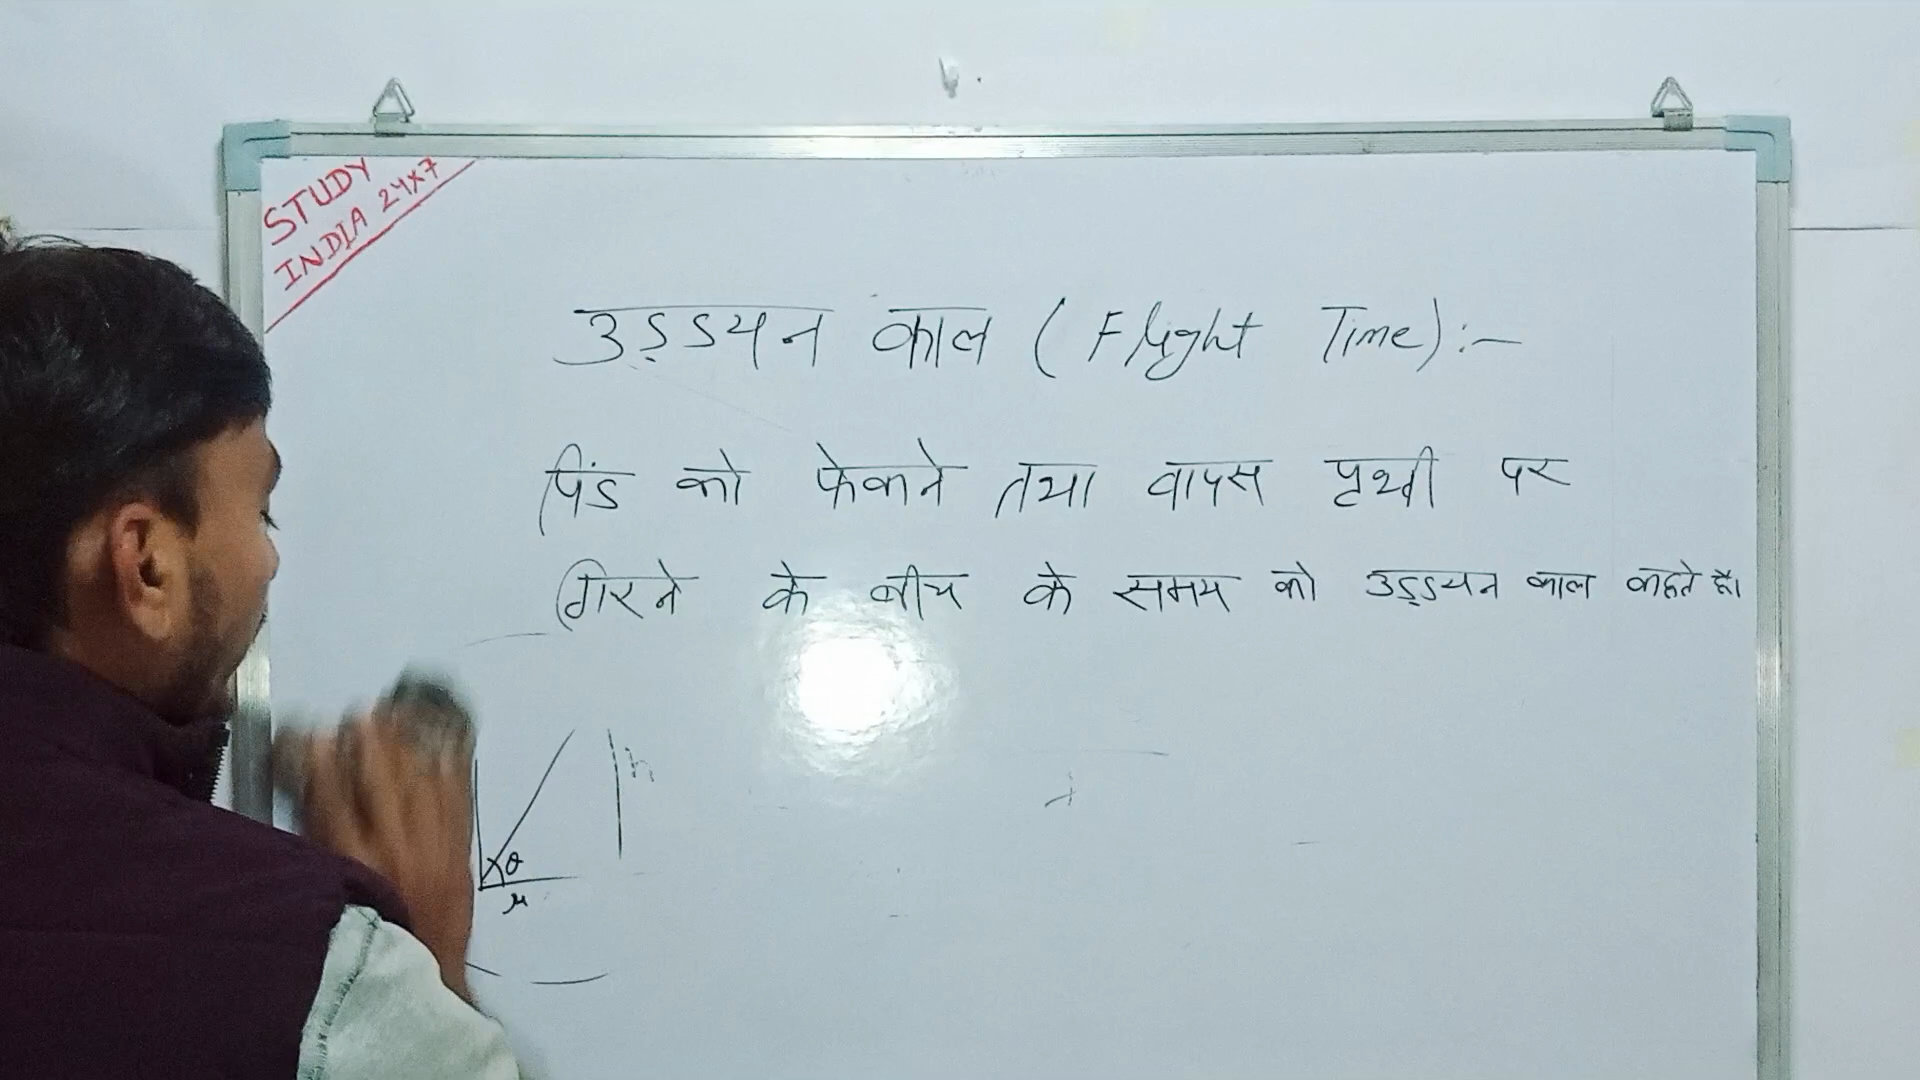 STUDY
INDIA 24X7
उड्डयन काल (Flight Time):-
पिंड को फेकने तथा वापस पृथ्वी पर
गिरने के बीच के समय को उड्डयन काल कहते है।
h
θ
u